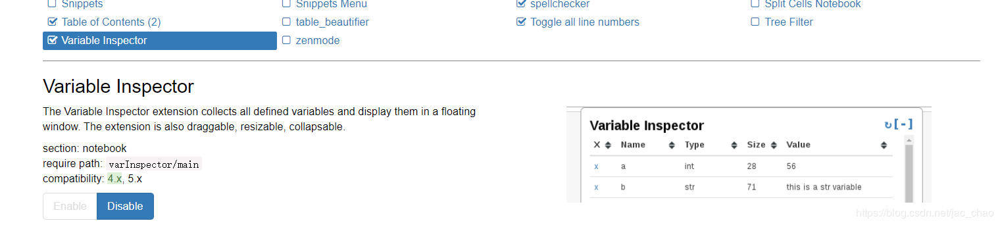 Snippets
Snippets Menu
spellchecker
Split Cells Notebook
Table of Contents (2)
table_beautifier
Toggle all line numbers
Tree Filter
Variable Inspector
zenmode
Variable Inspector
The Variable Inspector extension collects all defined variables and display them in a floating
window. The extension is also draggable, resizable, collapsable.
section: notebook
require path: varInspector/main
compatibility: 4.x, 5.x
Enable Disable
Variable Inspector ↻ [-]
X Name Type Size Value
x a int 28 56
x b str 71 this is a str variable
https://blog.csdn.net/jac_chao